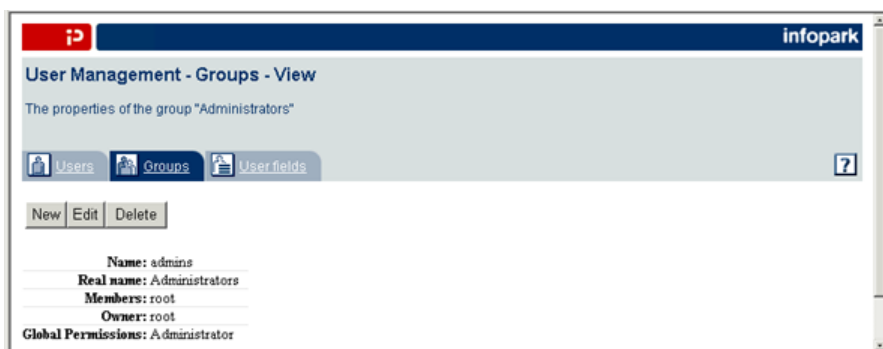 infopark
User Management - Groups - View
The properties of the group "Administrators"
Users Groups User fields ?
New Edit Delete
Name: admins
Real name: Administrators
Members: root
Owner: root
Global Permissions: Administrator